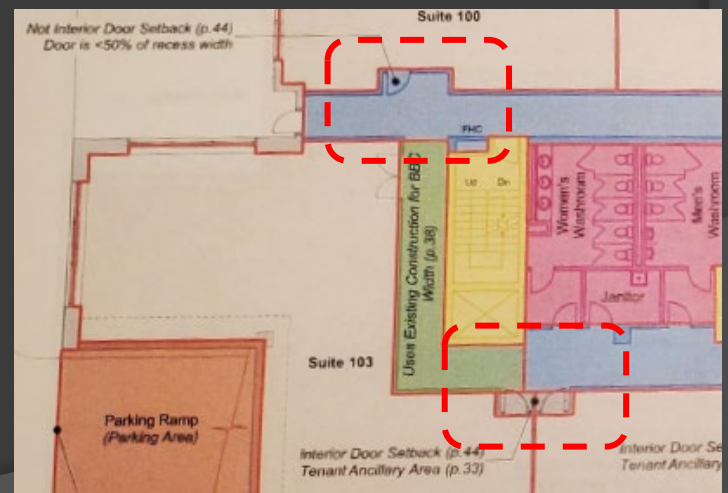 Suite 100
Not Interior Door Setback (p.44)
Door is <50% of recess width
FHC
Up Dn
Uses Existing Construction for BBC
Width (p.38)
Women's
Washroom
Men's
Washroom
Janitor
Suite 103
Parking Ramp
(Parking Area)
Interior Door Setback (p.44)
Tenant Ancillary Area (p.33)
Interior Door Se
Tenant Ancillary